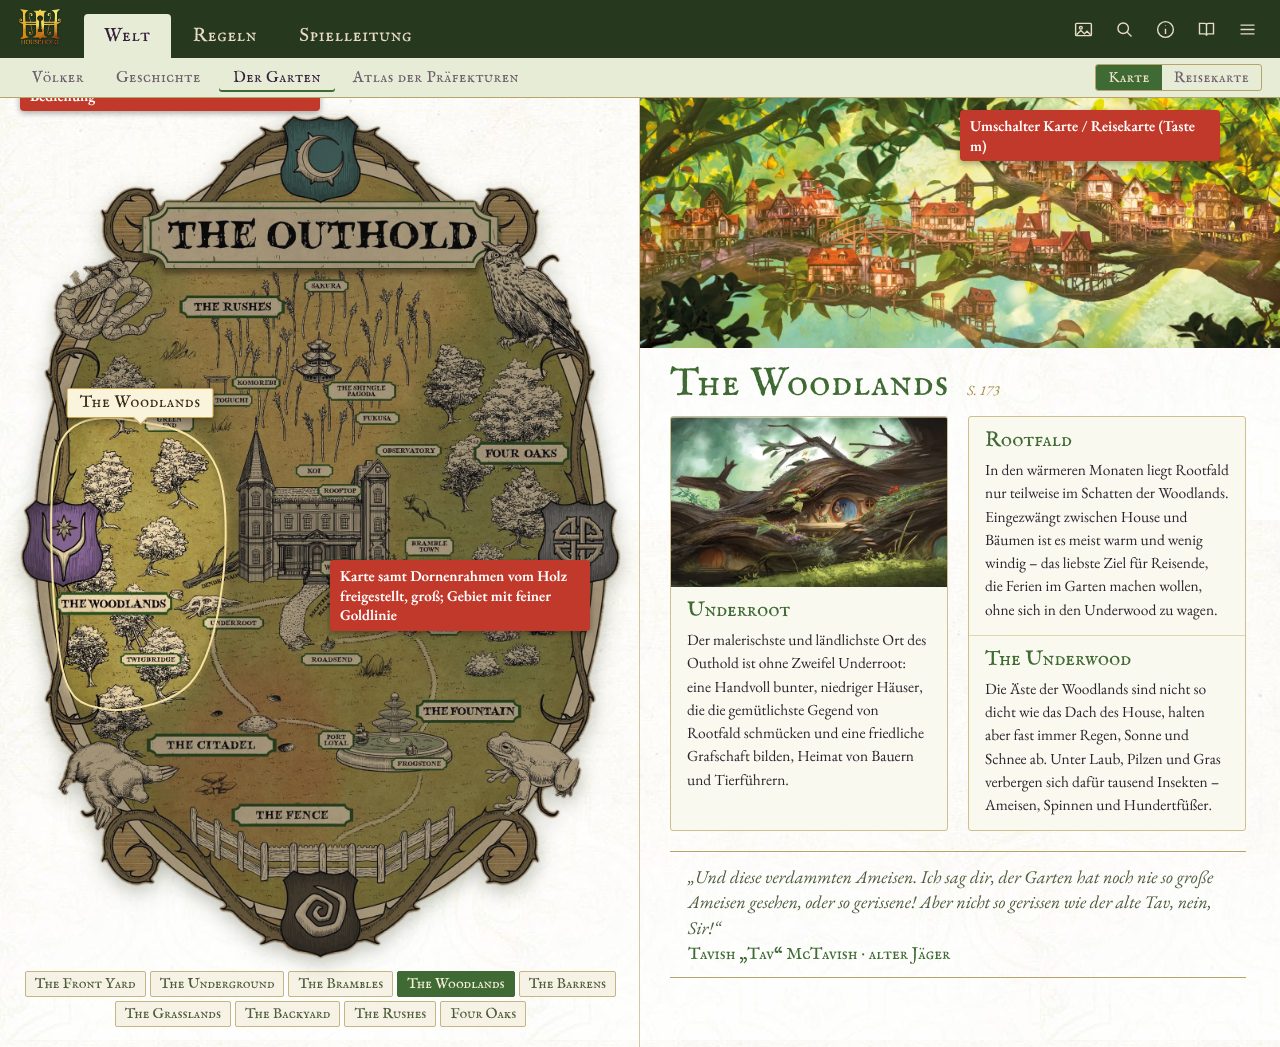 HOUSEHOLD
Welt
Regeln
Spielleitung
Völker
Geschichte
Der Garten
Atlas der Präfekturen
Karte
Reisekarte
Bedienung
Umschalter Karte / Reisekarte (Taste
m)
THE OUTHOLD
SAKURA
THE RUSHES
KOMOREBI
THE SHINGLE
PAGODA
FUKUSA
The Woodlands
OBSERVATORY
FOUR OAKS
KOI
ROOFTOP
BRAMBLE
TOWN
Karte samt Dornenrahmen vom Holz
freigestellt, groß; Gebiet mit feiner
Goldlinie
THE WOODLANDS
UNDERROOT
TWIGBRIDGE
ROADSEND
THE FOUNTAIN
THE CITADEL
PORT
LOYAL
FROGSTONE
THE FENCE
The Front Yard
The Underground
The Brambles
The Woodlands
The Barrens
The Grasslands
The Backyard
The Rushes
Four Oaks
The Woodlands
S. 173
Underroot
Der malerischste und ländlichste Ort des
Outhold ist ohne Zweifel Underroot:
eine Handvoll bunter, niedriger Häuser,
die die gemütlichste Gegend von
Rootfald schmücken und eine friedliche
Grafschaft bilden, Heimat von Bauern
und Tierführern.
Rootfald
In den wärmeren Monaten liegt Rootfald
nur teilweise im Schatten der Woodlands.
Eingezwängt zwischen House und
Bäumen ist es meist warm und wenig
windig – das liebste Ziel für Reisende,
die Ferien im Garten machen wollen,
ohne sich in den Underwood zu wagen.
The Underwood
Die Äste der Woodlands sind nicht so
dicht wie das Dach des House, halten
aber fast immer Regen, Sonne und
Schnee ab. Unter Laub, Pilzen und Gras
verbergen sich dafür tausend Insekten –
Ameisen, Spinnen und Hundertfüßer.
„Und diese verdammten Ameisen. Ich sag dir, der Garten hat noch nie so große
Ameisen gesehen, oder so gerissene! Aber nicht so gerissen wie der alte Tav, nein,
Sir!“
Tavish „Tav“ McTavish · alter Jäger